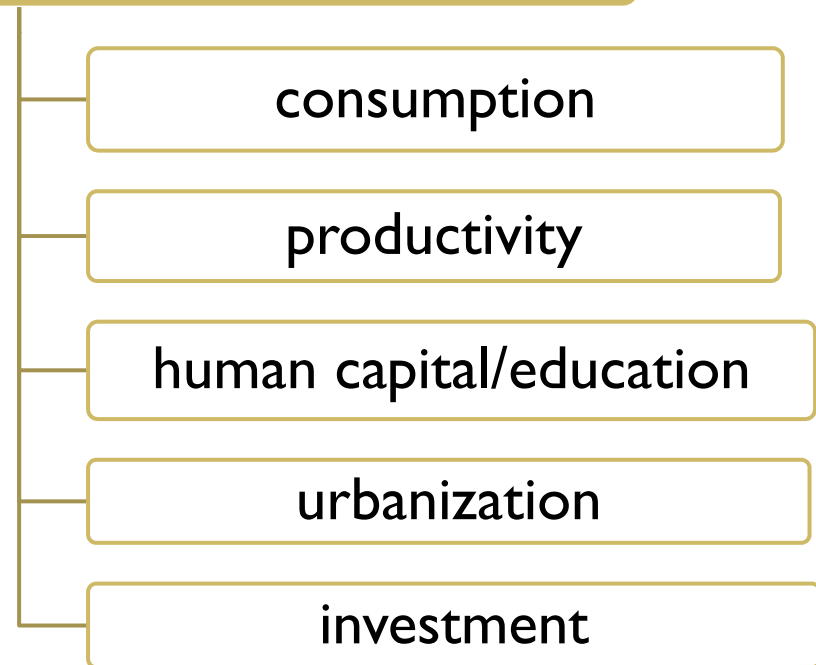 consumption
productivity
human capital/education
urbanization
investment